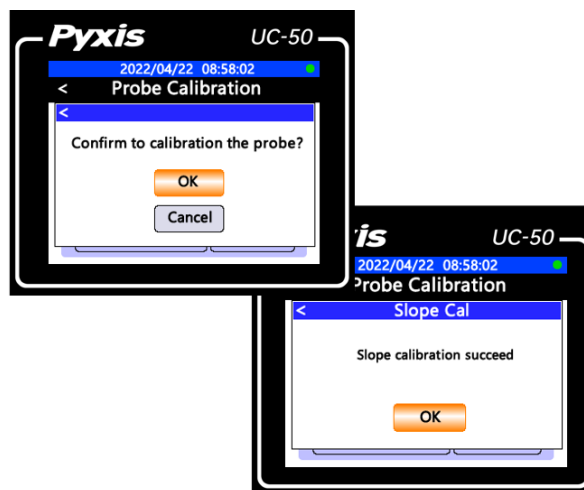 Pyxis UC-50
2022/04/22 08:58:02
< Probe Calibration
<
Confirm to calibration the probe?
OK
Cancel
is UC-50
2022/04/22 08:58:02
Probe Calibration
< Slope Cal
Slope calibration succeed
OK